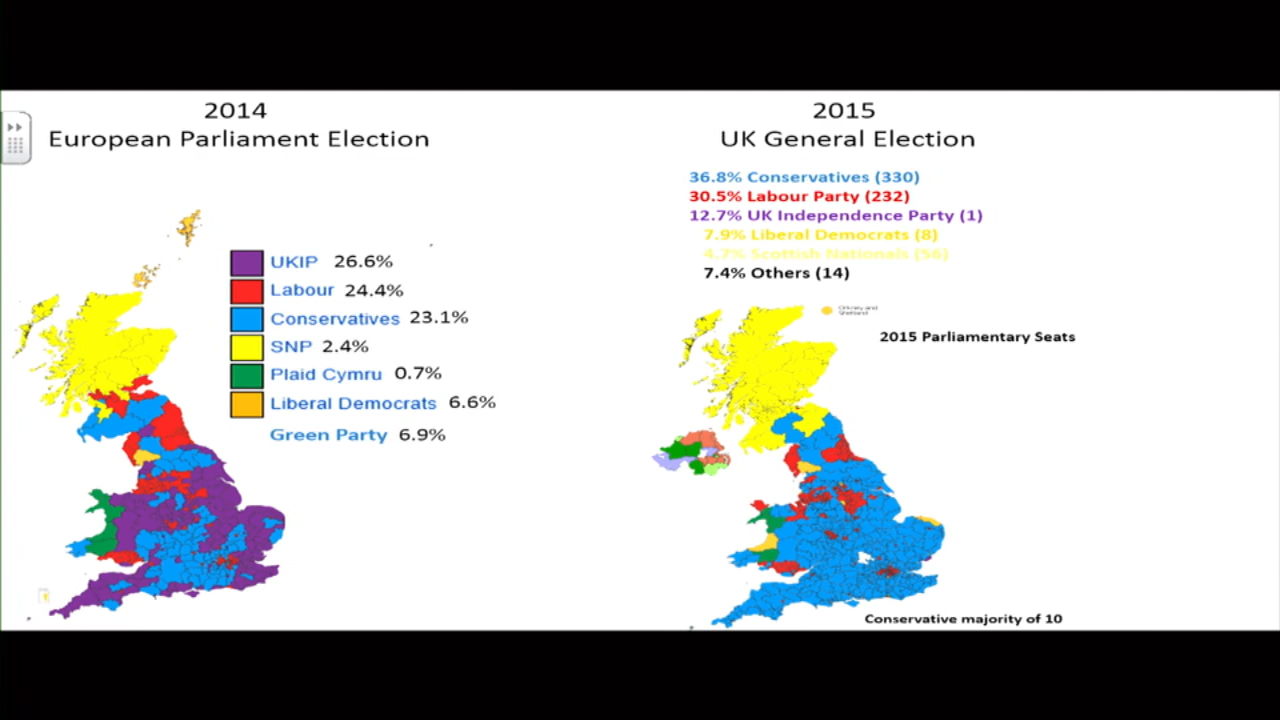 2014
European Parliament Election
UKIP 26.6%
Labour 24.4%
Conservatives 23.1%
SNP 2.4%
Plaid Cymru 0.7%
Liberal Democrats 6.6%
Green Party 6.9%
2015
UK General Election
36.8% Conservatives (330)
30.5% Labour Party (232)
12.7% UK Independence Party (1)
7.9% Liberal Democrats (8)
4.7% Scottish Nationals (56)
7.4% Others (14)
Orkney and
Shetland
2015 Parliamentary Seats
Conservative majority of 10